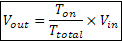 V_out = T_on / T_total × V_in